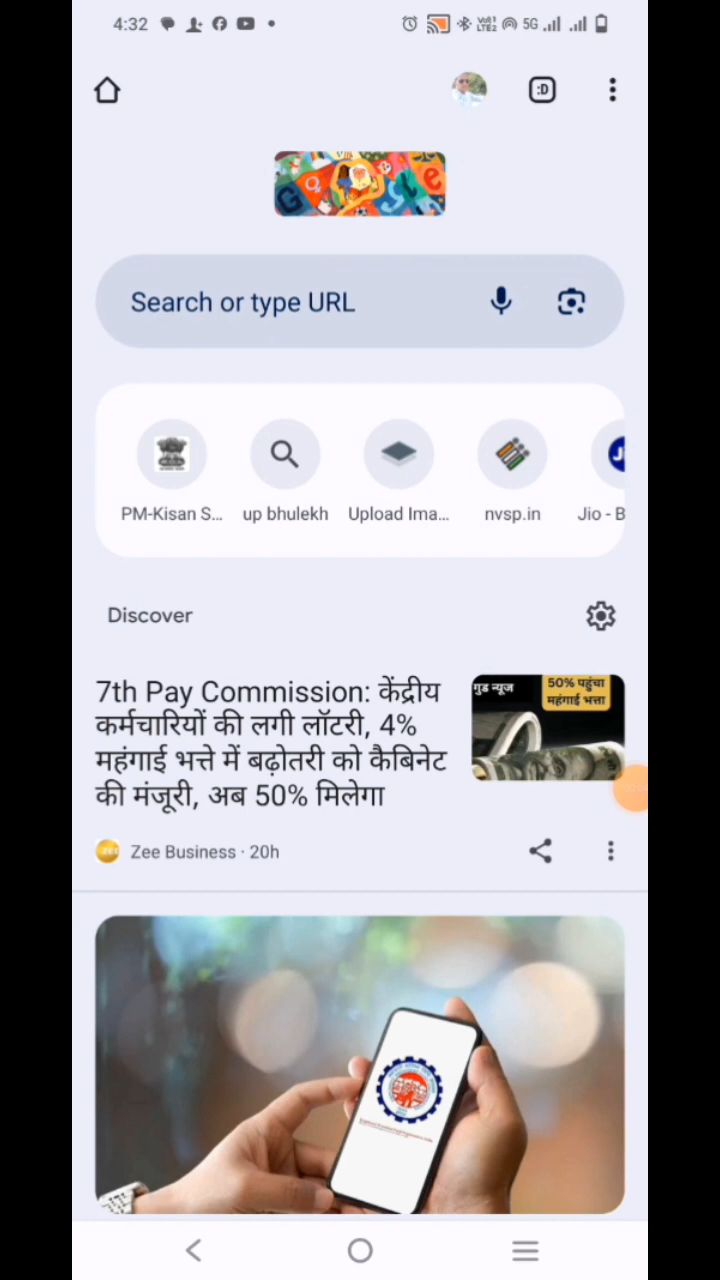 4:32
5G
:D
Search or type URL
PM-Kisan S...
up bhulekh
Upload Ima...
nvsp.in
Jio - B
Discover
7th Pay Commission: केंद्रीय
कर्मचारियों की लगी लॉटरी, 4%
महंगाई भत्ते में बढ़ोतरी को कैबिनेट
की मंजूरी, अब 50% मिलेगा
गुड न्यूज
50% पहुंचा
महंगाई भत्ता
Zee Business · 20h